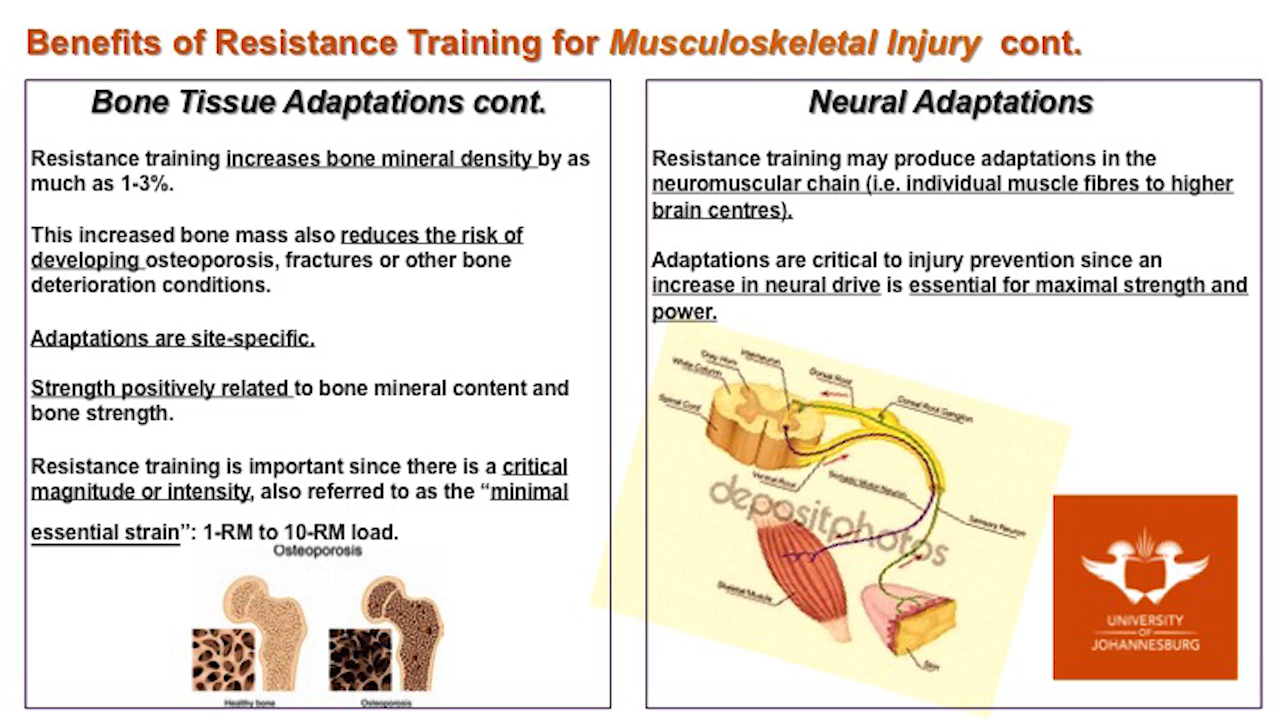 Benefits of Resistance Training for Musculoskeletal Injury cont.
Bone Tissue Adaptations cont.
Resistance training increases bone mineral density by as
much as 1-3%.
This increased bone mass also reduces the risk of
developing osteoporosis, fractures or other bone
deterioration conditions.
Adaptations are site-specific.
Strength positively related to bone mineral content and
bone strength.
Resistance training is important since there is a critical
magnitude or intensity, also referred to as the “minimal
essential strain”: 1-RM to 10-RM load.
Osteoporosis
Healthy bone
Osteoporosis
Neural Adaptations
Resistance training may produce adaptations in the
neuromuscular chain (i.e. individual muscle fibres to higher
brain centres).
Adaptations are critical to injury prevention since an
increase in neural drive is essential for maximal strength and
power.
Interneuron
Gray Horn
White Column
Spinal Cord
Dorsal Root
Dorsal Root Ganglion
Ventral Root
Somatic Motor Neuron
Sensory Neuron
depositphotos
Skeletal Muscle
Skin
UNIVERSITY
OF
JOHANNESBURG